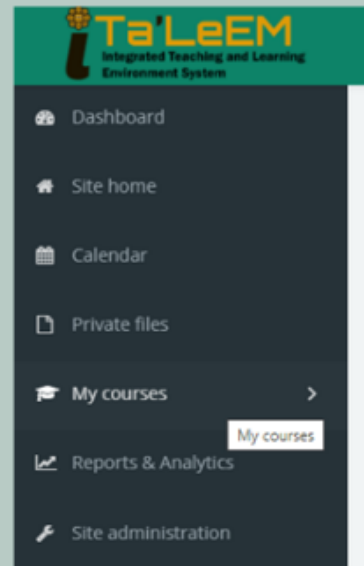 i Ta'LeEM
Integrated Teaching and Learning
Environment System
Dashboard
Site home
Calendar
Private files
My courses
My courses
Reports & Analytics
Site administration